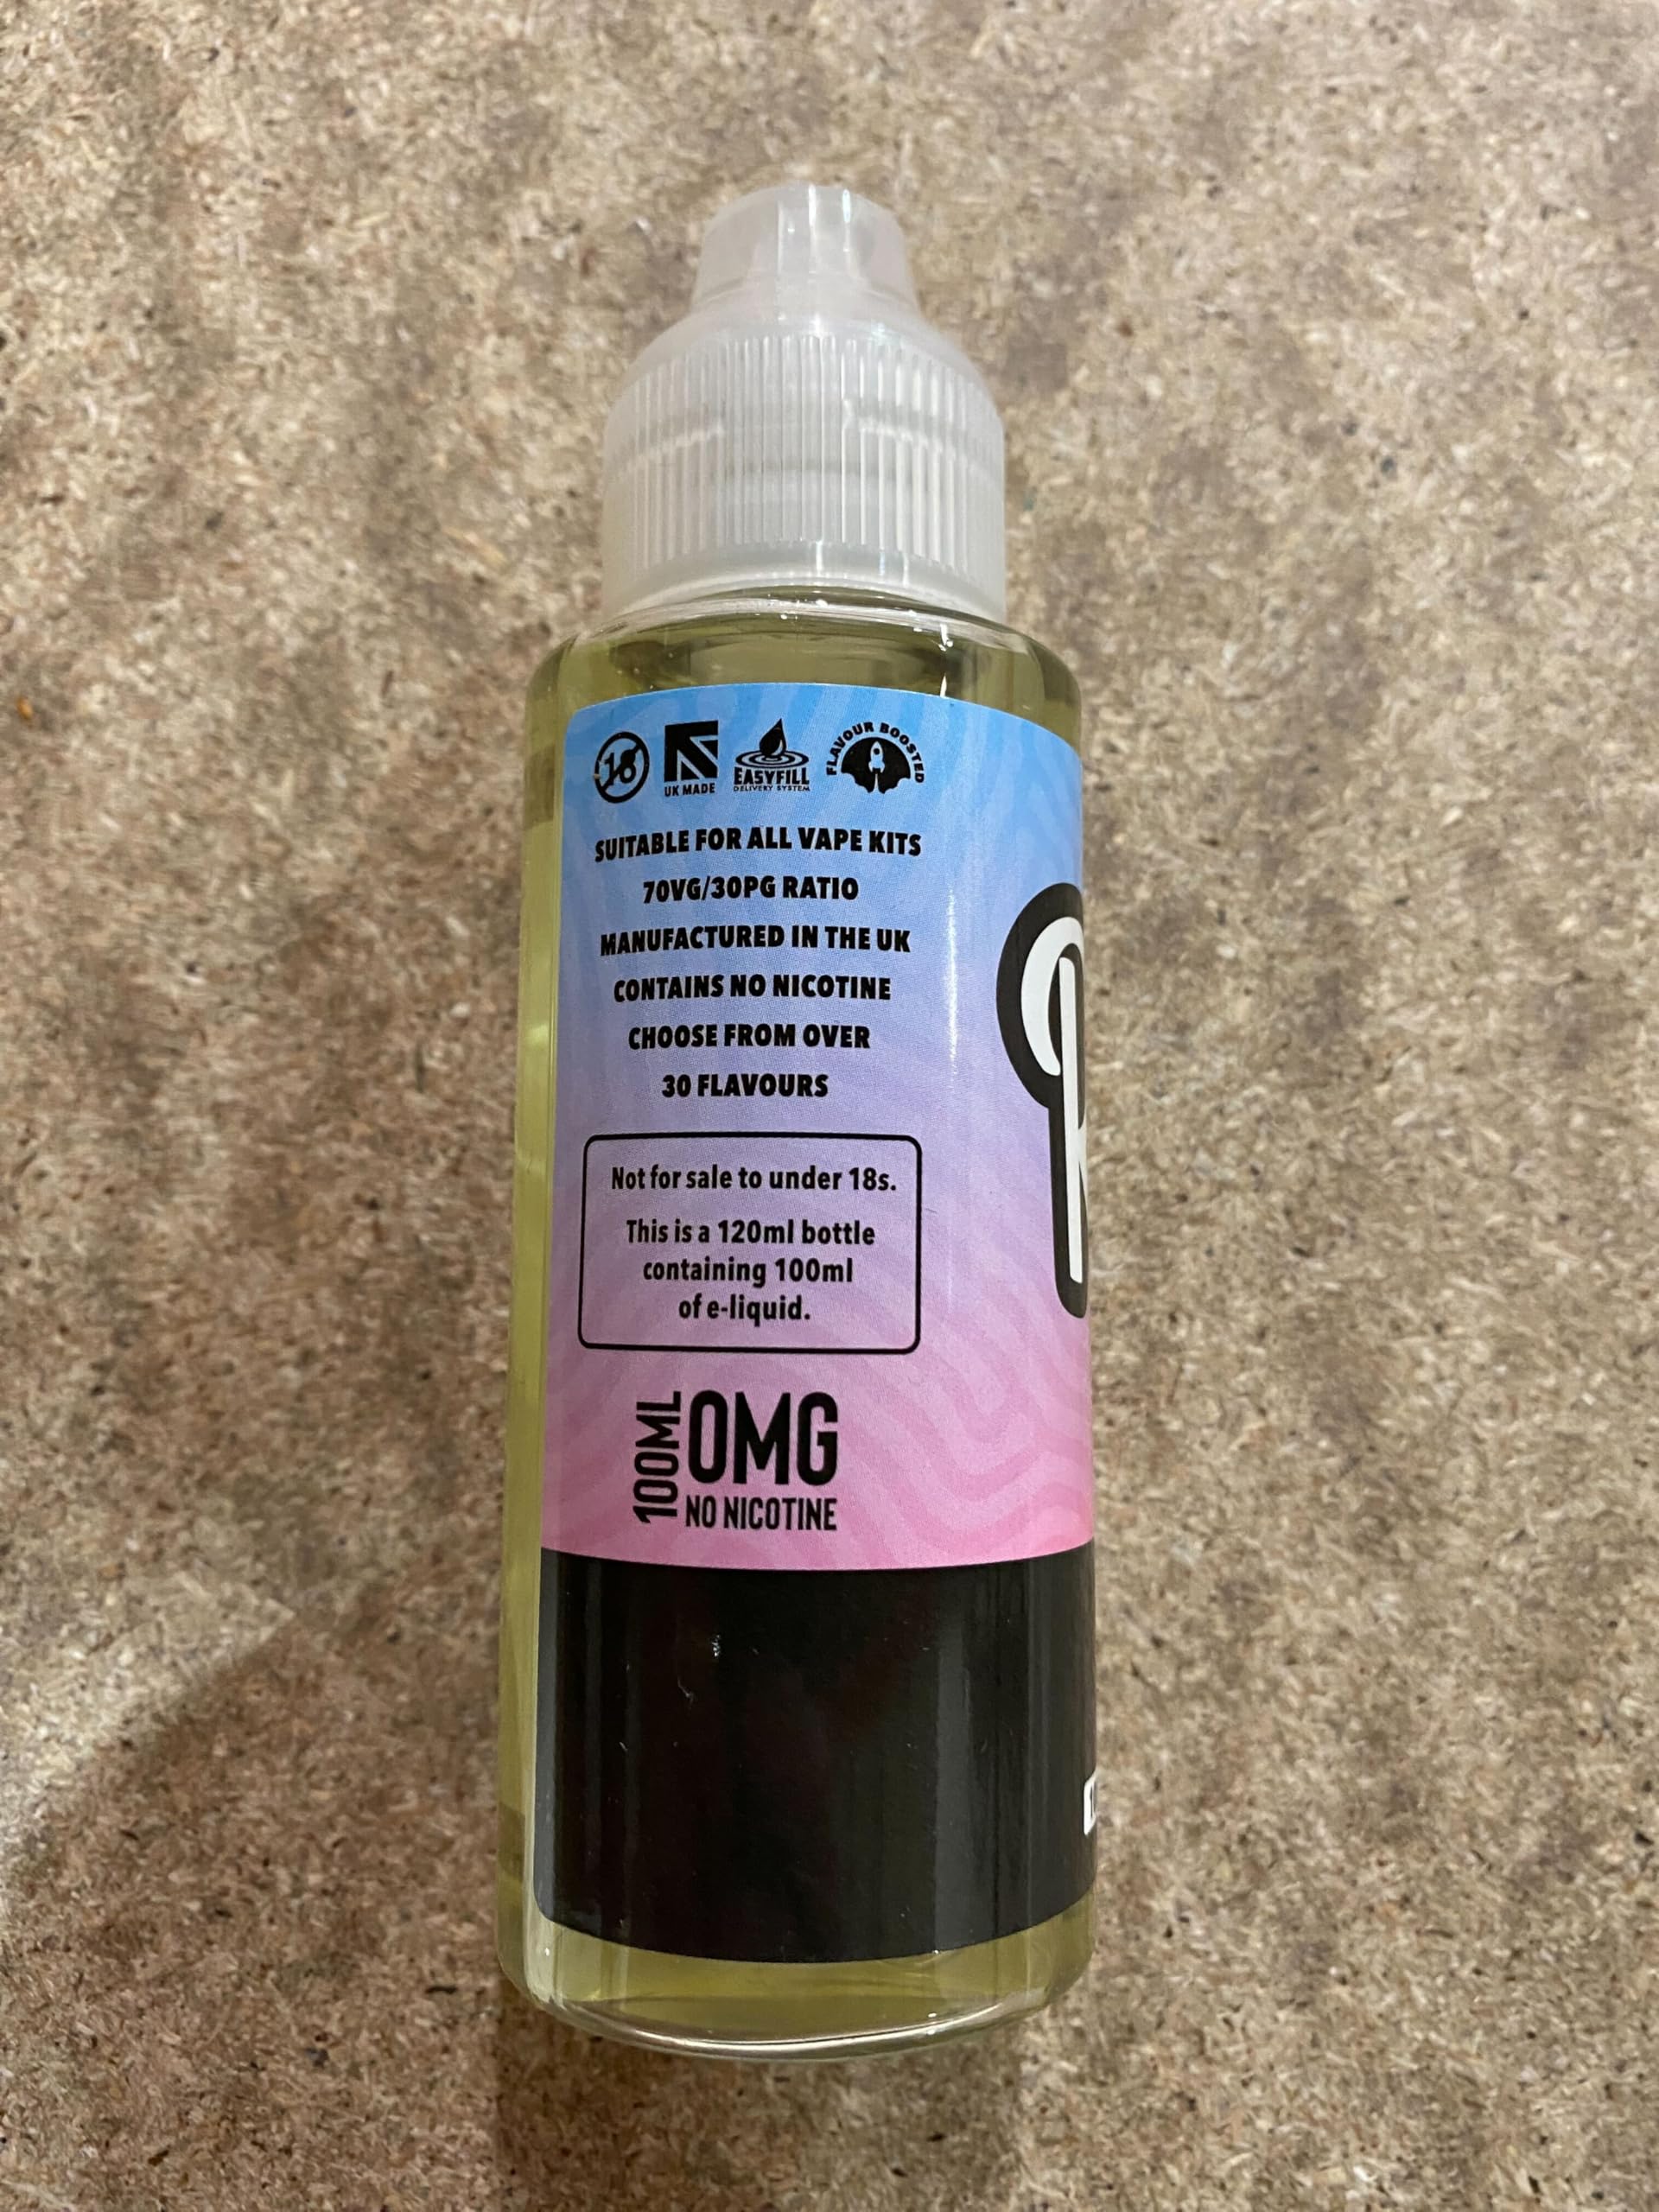 18
UK MADE
EASYFILL
DELIVERY SYSTEM
FLAVOUR BOOSTED
SUITABLE FOR ALL VAPE KITS
70VG/30PG RATIO
MANUFACTURED IN THE UK
CONTAINS NO NICOTINE
CHOOSE FROM OVER
30 FLAVOURS
Not for sale to under 18s.
This is a 120ml bottle
containing 100ml
of e-liquid.
100ML
0MG
NO NICOTINE